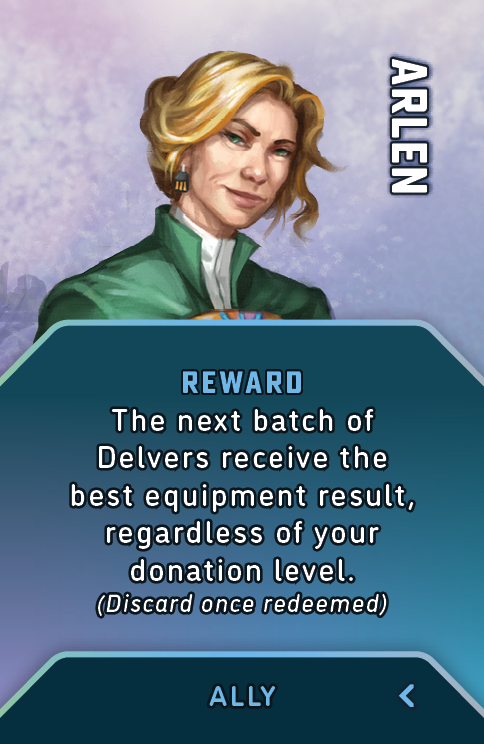 ARLEN
REWARD
The next batch of
Delvers receive the
best equipment result,
regardless of your
donation level.
(Discard once redeemed)
ALLY